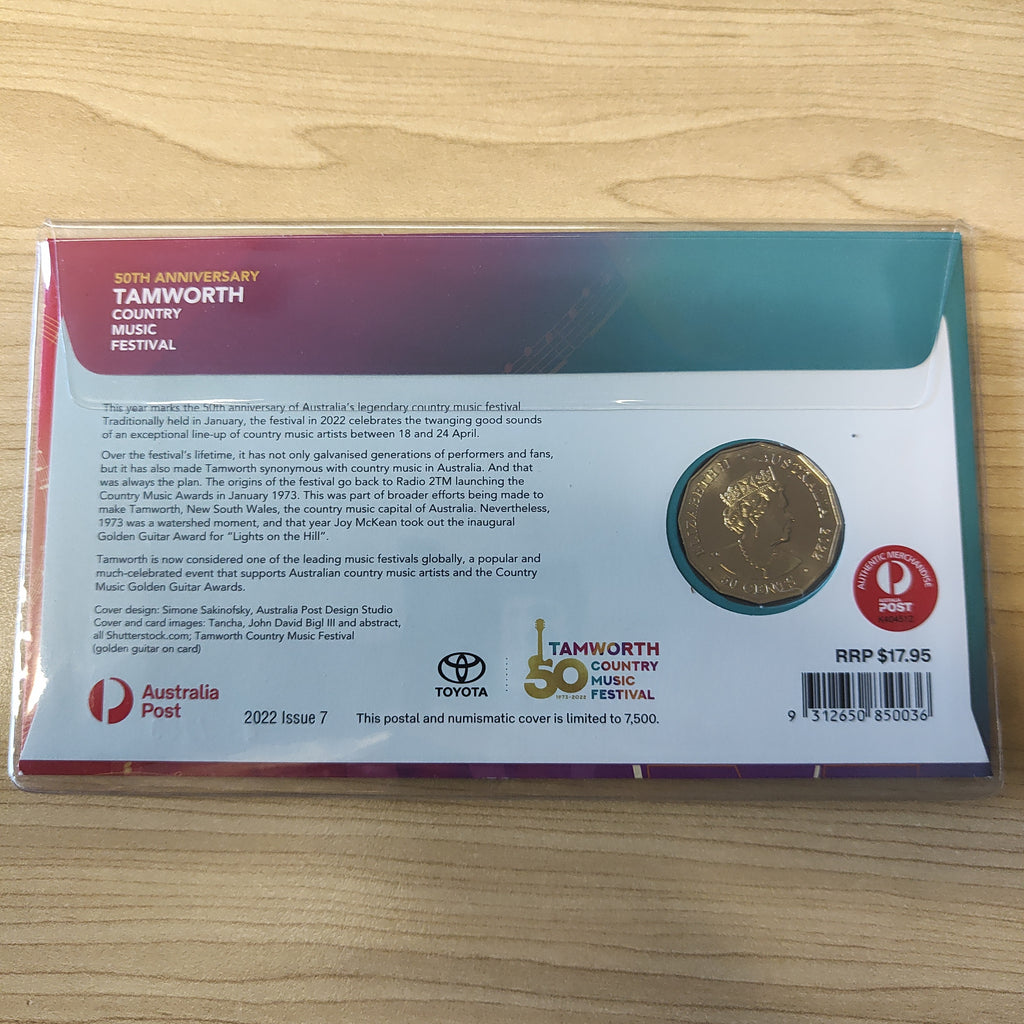 50TH ANNIVERSARY
TAMWORTH
COUNTRY
MUSIC
FESTIVAL
This year marks the 50th anniversary of Australia's legendary country music festival.
Traditionally held in January, the festival in 2022 celebrates the twanging good sounds
of an exceptional line-up of country music artists between 18 and 24 April.
Over the festival's lifetime, it has not only galvanised generations of performers and fans,
but it has also made Tamworth synonymous with country music in Australia. And that
was always the plan. The origins of the festival go back to Radio 2TM launching the
Country Music Awards in January 1973. This was part of broader efforts being made to
make Tamworth, New South Wales, the country music capital of Australia. Nevertheless,
1973 was a watershed moment, and that year Joy McKean took out the inaugural
Golden Guitar Award for "Lights on the Hill".
Tamworth is now considered one of the leading music festivals globally, a popular and
much-celebrated event that supports Australian country music artists and the Country
Music Golden Guitar Awards.
Cover design: Simone Sakinofsky, Australia Post Design Studio
Cover and card images: Tancha, John David Bigl III and abstract,
all Shutterstock.com; Tamworth Country Music Festival
(golden guitar on card)
ELIZABETH II AUSTRALIA
50 CENTS
AUTHENTIC MERCHANDISE
AUSTRALIA
POST
RRP $17.95
9 312650 850036
Australia
Post
2022 Issue 7
TOYOTA
50
1973-2022
TAMWORTH
COUNTRY
MUSIC
FESTIVAL
This postal and numismatic cover is limited to 7,500.